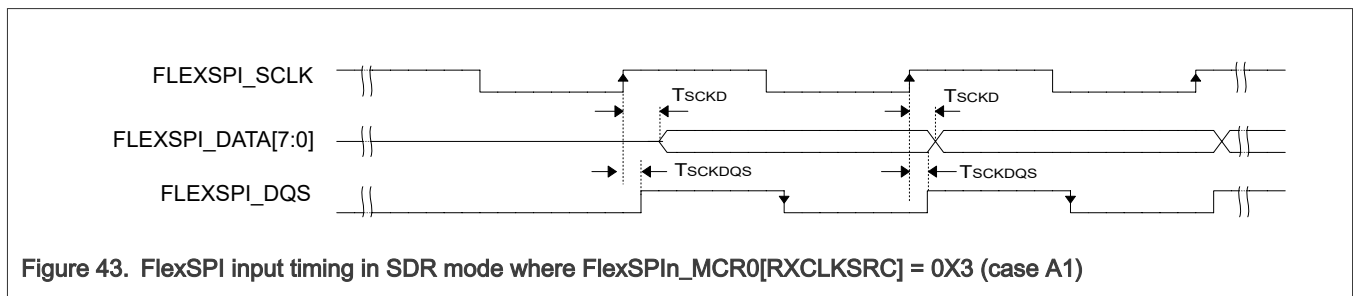 FLEXSPI_SCLK
TSCKD TSCKD
FLEXSPI_DATA[7:0]
TSCKDQS TSCKDQS
FLEXSPI_DQS
Figure 43. FlexSPI input timing in SDR mode where FlexSPIn_MCR0[RXCLKSRC] = 0X3 (case A1)